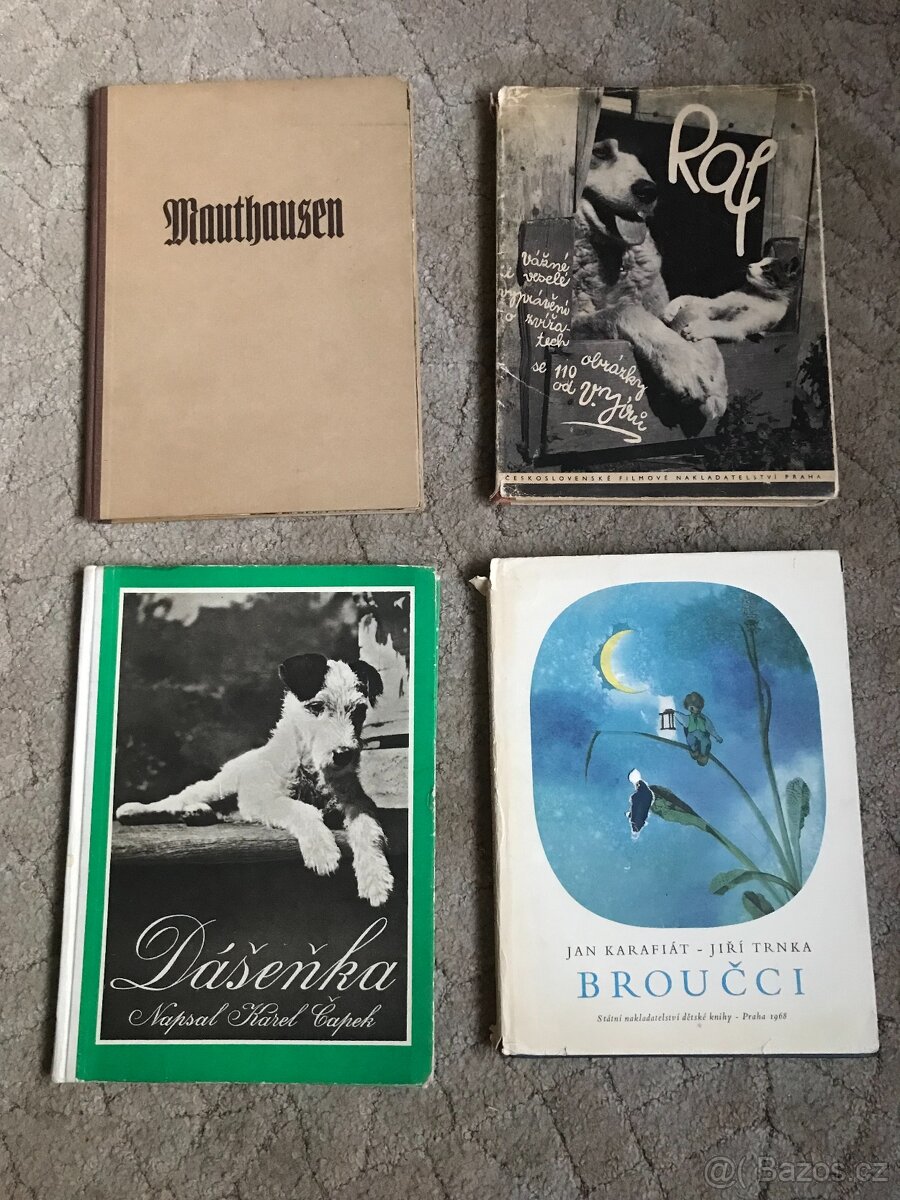 Mauthausen
Raf
vážné
i veselé
vyprávění
o zvířa-
tech
se 110 obrázky
od V. Jírů
ČESKOSLOVENSKÉ FILMOVÉ NAKLADATELSTVÍ PRAHA
Dášeňka
Napsal Karel Čapek
JAN KARAFIÁT - JIŘÍ TRNKA
BROUČCI
Státní nakladatelství dětské knihy - Praha 1968
@ Bazos.cz